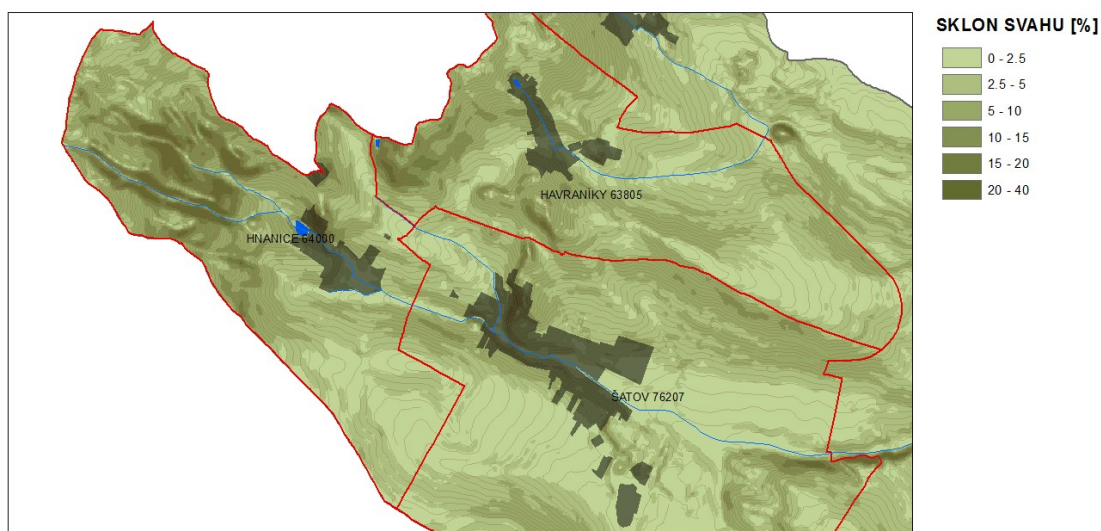 SKLON SVAHU [%]
0 - 2.5
2.5 - 5
5 - 10
10 - 15
15 - 20
20 - 40
HAVRANÍKY 63805
HNANICE 64000
ŠATOV 76207